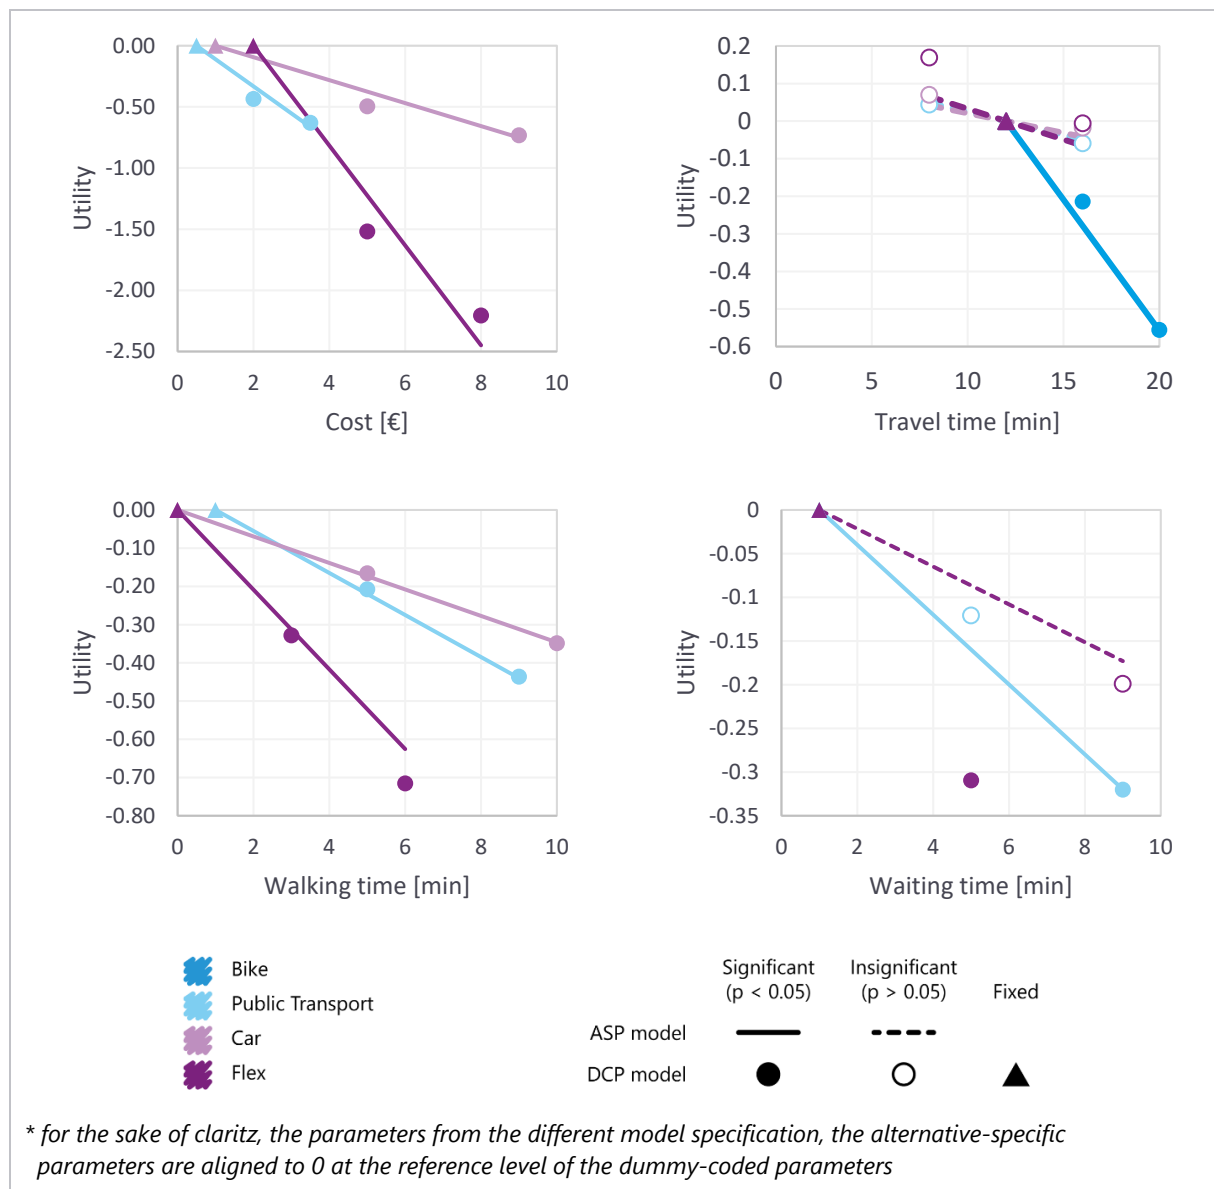 0.00
-0.50
-1.00
-1.50
-2.00
-2.50
Utility
0 2 4 6 8 10
Cost [€]
0.2
0.1
0
-0.1
-0.2
-0.3
-0.4
-0.5
-0.6
Utility
0 5 10 15 20
Travel time [min]
0.00
-0.10
-0.20
-0.30
-0.40
-0.50
-0.60
-0.70
-0.80
Utility
0 2 4 6 8 10
Walking time [min]
0
-0.05
-0.1
-0.15
-0.2
-0.25
-0.3
-0.35
Utility
0 2 4 6 8 10
Waiting time [min]
Bike
Public Transport
Car
Flex
Significant Insignificant
(p < 0.05) (p > 0.05) Fixed
ASP model
DCP model
* for the sake of claritz, the parameters from the different model specification, the alternative-specific
parameters are aligned to 0 at the reference level of the dummy-coded parameters